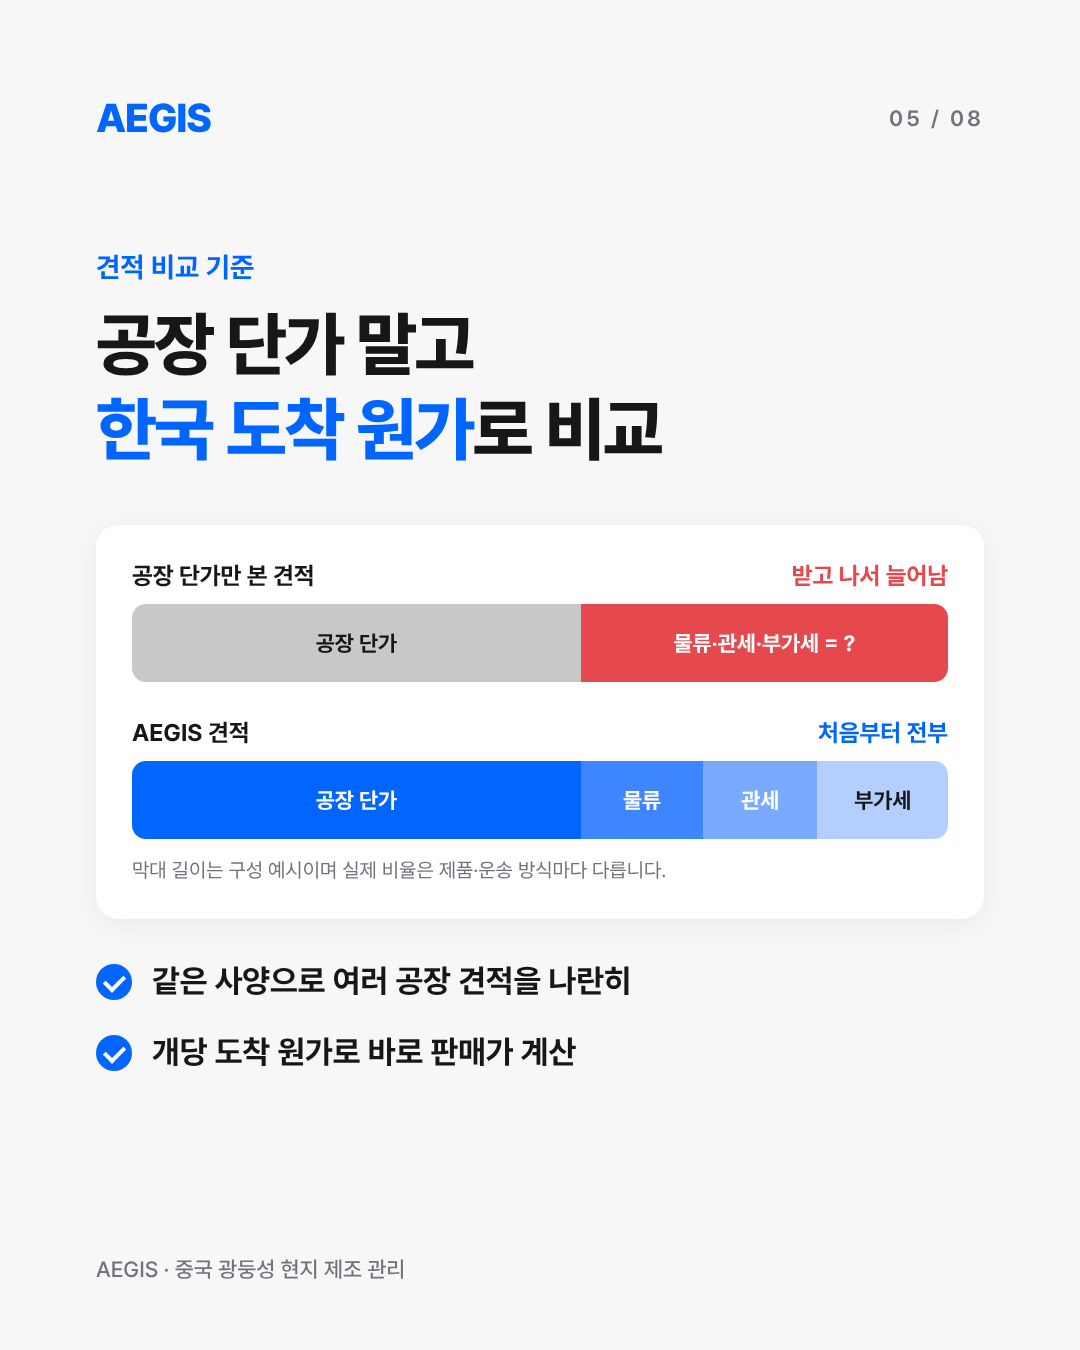 AEGIS
05 / 08
견적 비교 기준
공장 단가 말고
한국 도착 원가로 비교
공장 단가만 본 견적
받고 나서 늘어남
공장 단가
물류·관세·부가세 = ?
AEGIS 견적
처음부터 전부
공장 단가
물류
관세
부가세
막대 길이는 구성 예시이며 실제 비율은 제품·운송 방식마다 다릅니다.
같은 사양으로 여러 공장 견적을 나란히
개당 도착 원가로 바로 판매가 계산
AEGIS · 중국 광둥성 현지 제조 관리